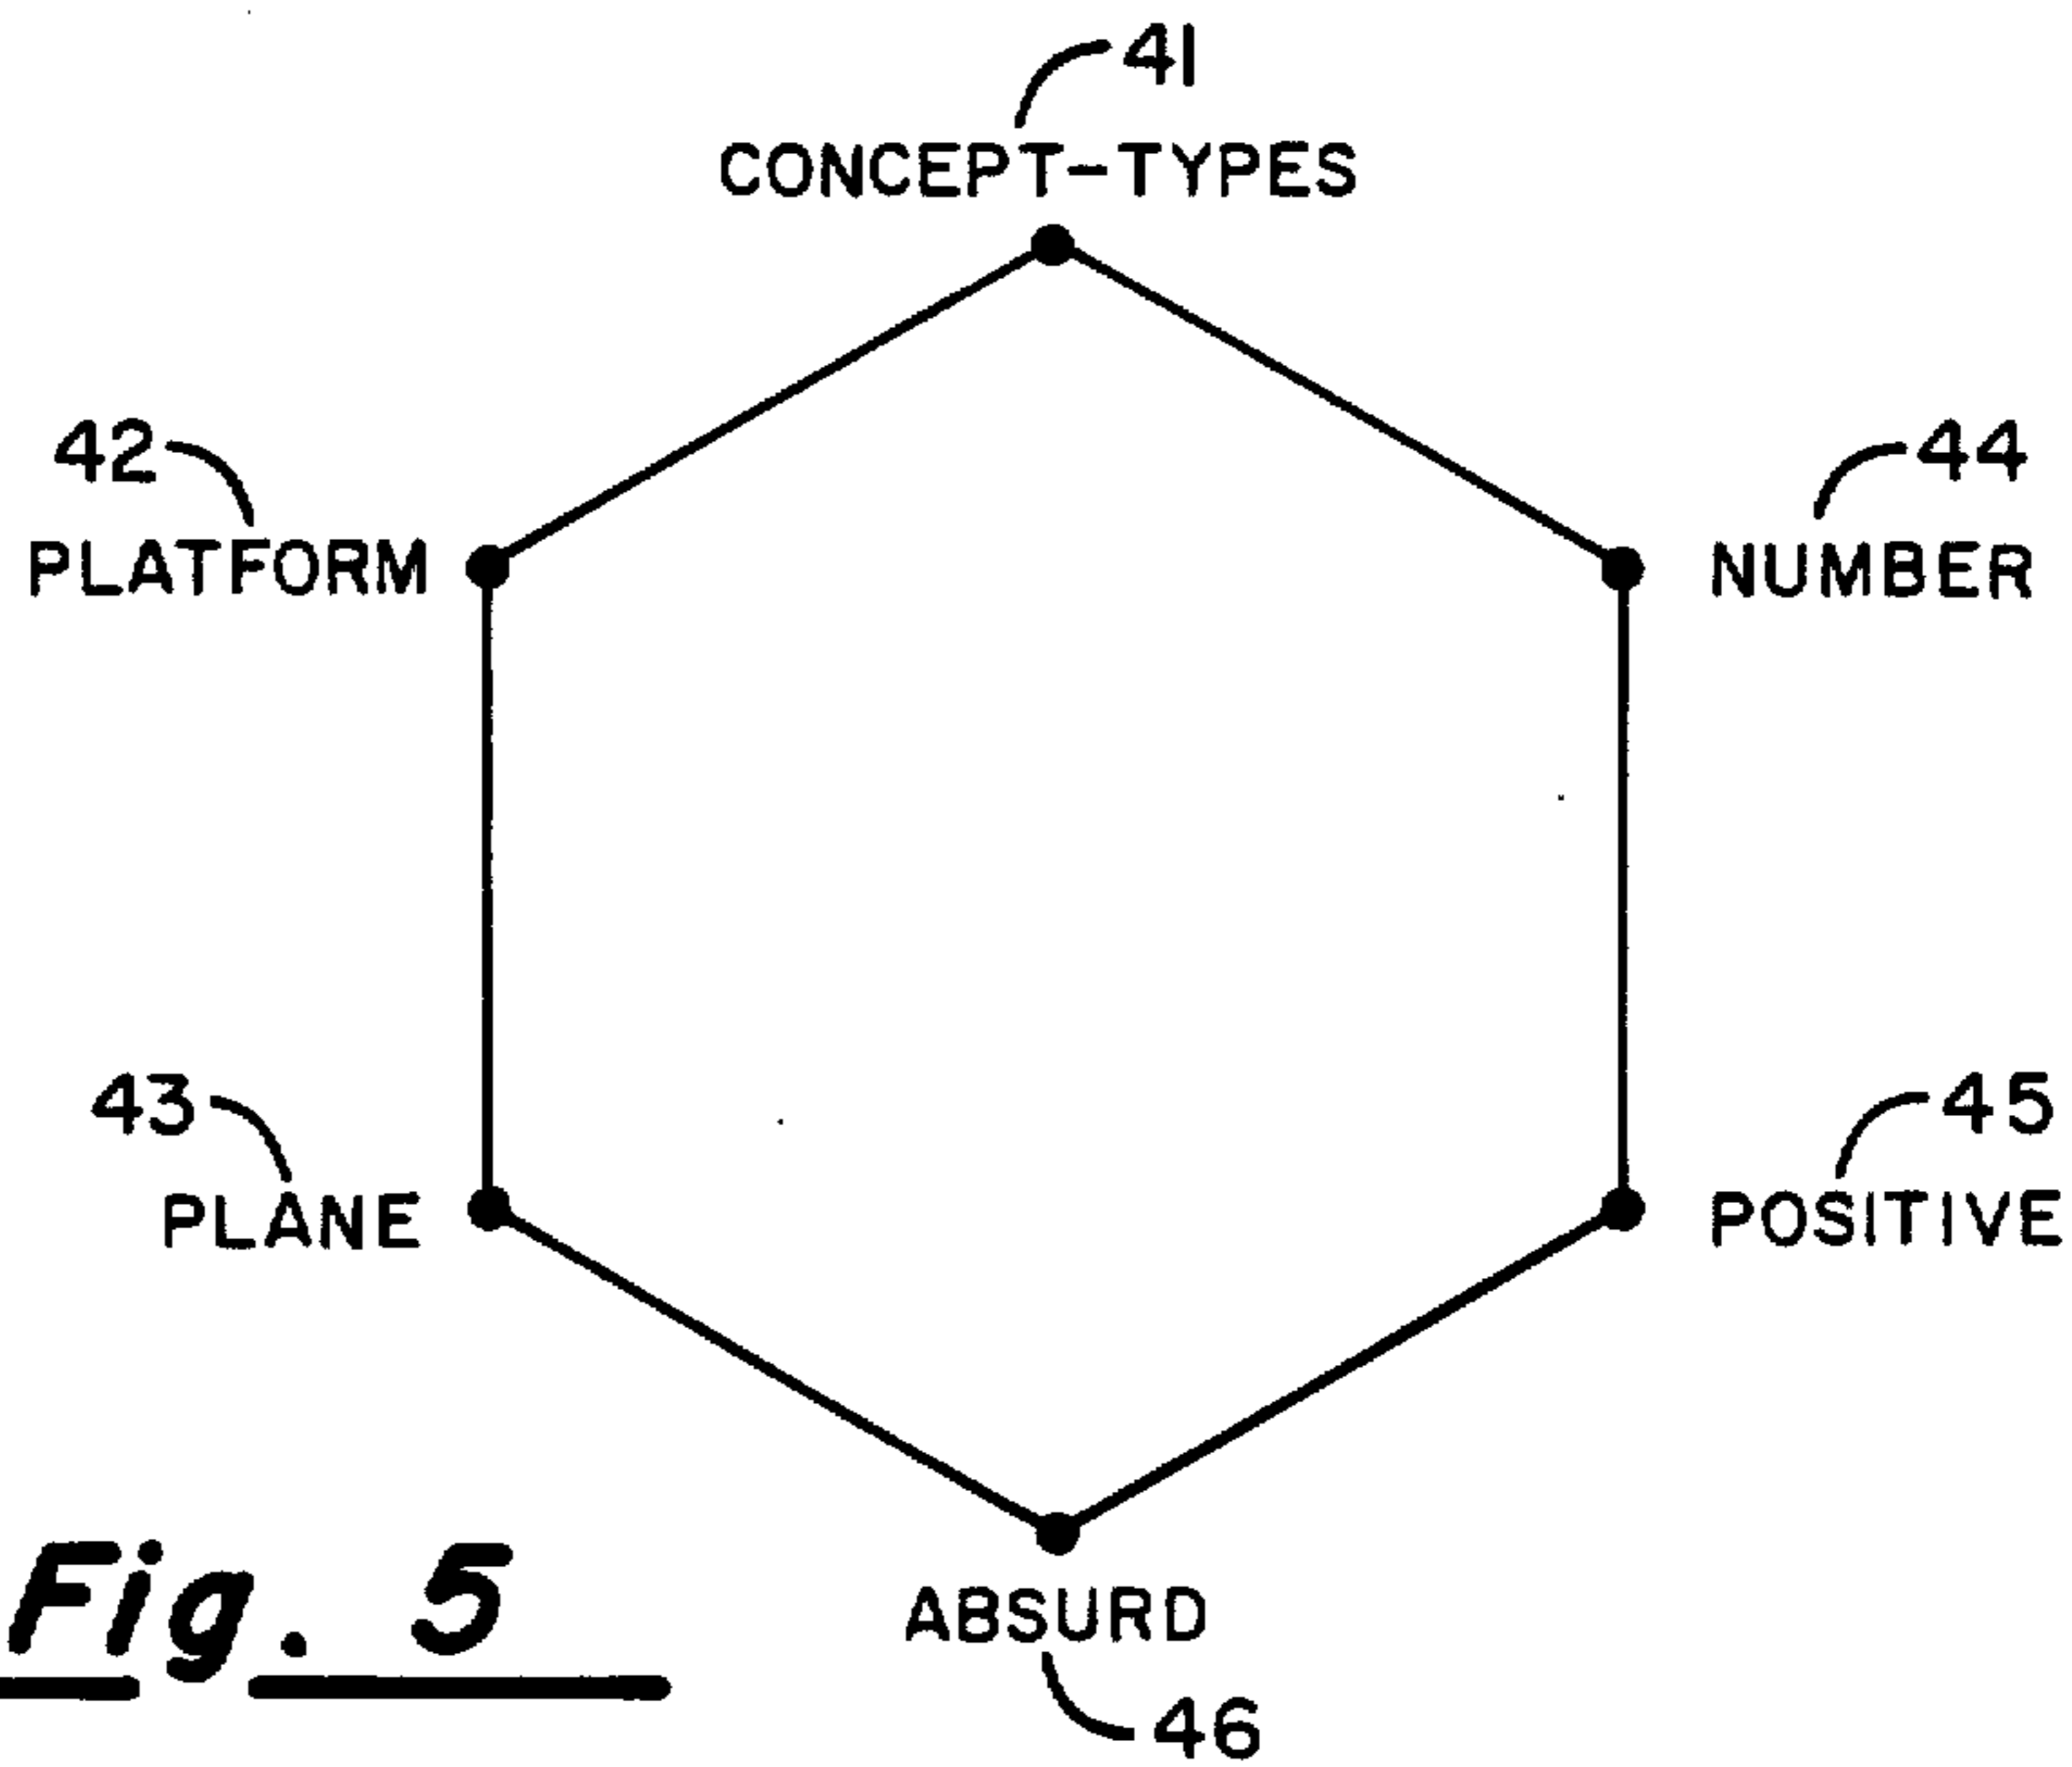 41
CONCEPT-TYPES
42
44
PLATFORM
NUMBER
43
45
PLANE
POSITIVE
Fig. 5
ABSURD
46